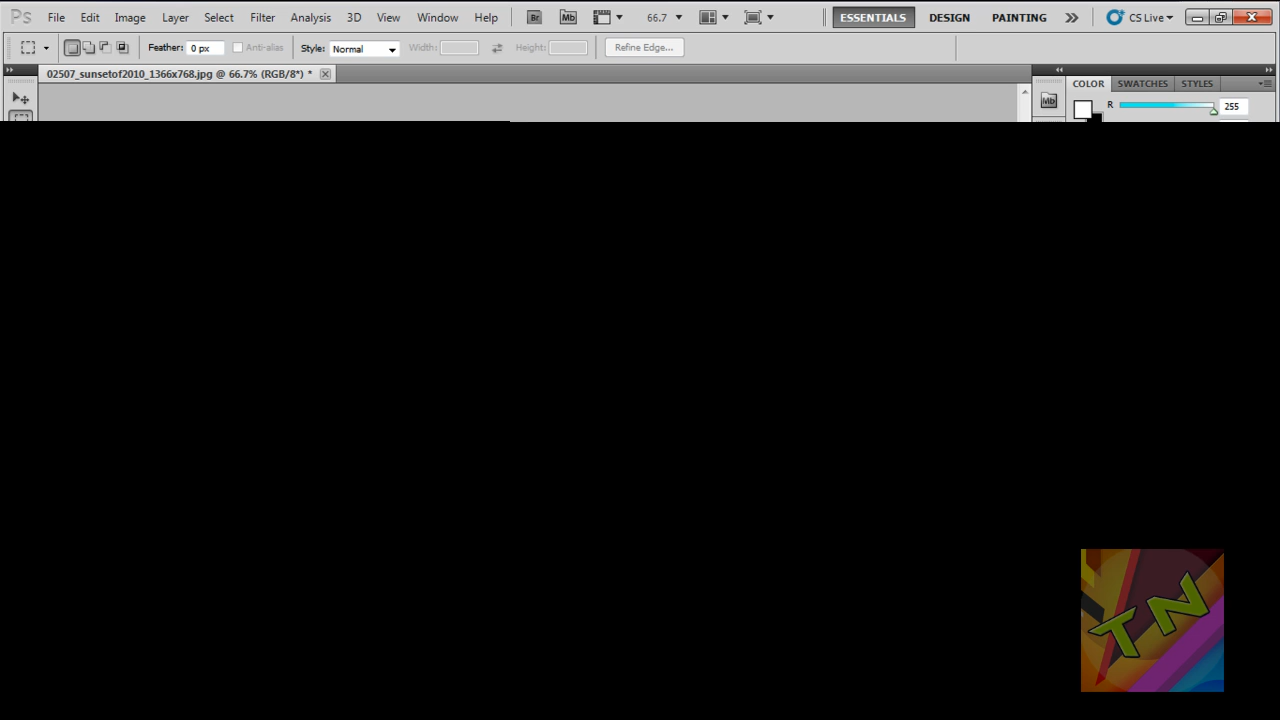 Ps File Edit Image Layer Select Filter Analysis 3D View Window Help Br Mb 66.7 ESSENTIALS DESIGN PAINTING CS Live
Feather: 0 px Anti-alias Style: Normal Width: Height: Refine Edge...
02507_sunsetof2010_1366x768.jpg @ 66.7% (RGB/8*) *
COLOR SWATCHES STYLES
Mb R 255
TN